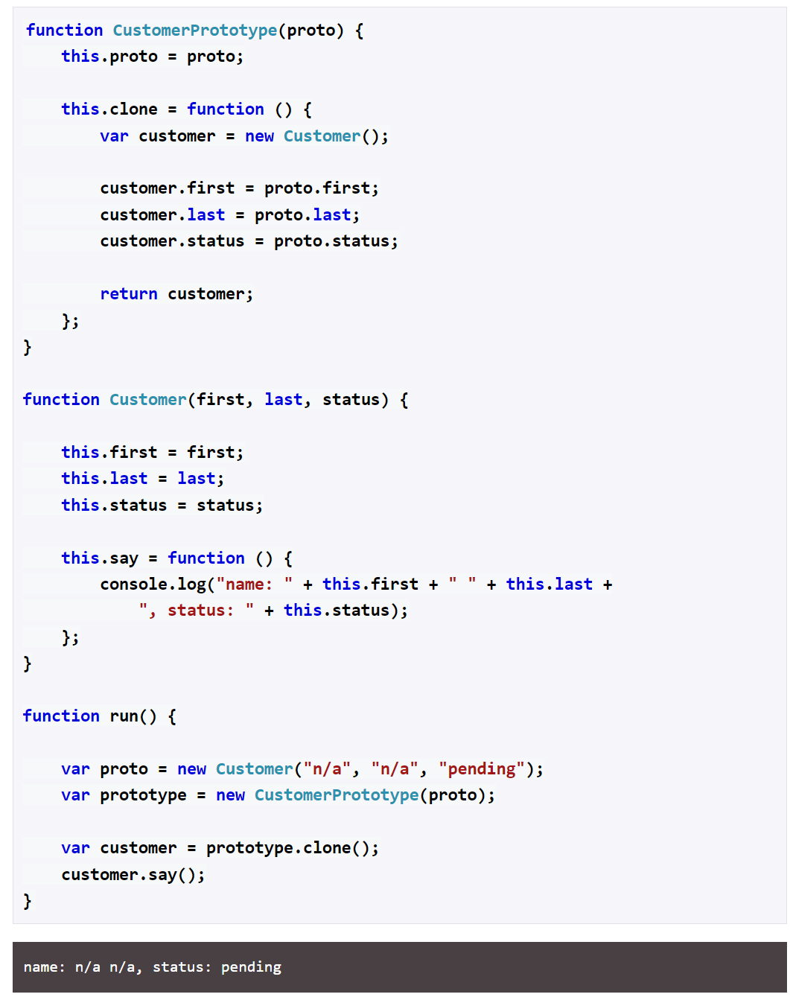 function CustomerPrototype(proto) {
    this.proto = proto;

    this.clone = function () {
        var customer = new Customer();

        customer.first = proto.first;
        customer.last = proto.last;
        customer.status = proto.status;

        return customer;
    };
}

function Customer(first, last, status) {

    this.first = first;
    this.last = last;
    this.status = status;

    this.say = function () {
        console.log("name: " + this.first + " " + this.last +
            ", status: " + this.status);
    };
}

function run() {

    var proto = new Customer("n/a", "n/a", "pending");
    var prototype = new CustomerPrototype(proto);

    var customer = prototype.clone();
    customer.say();
}

name: n/a n/a, status: pending